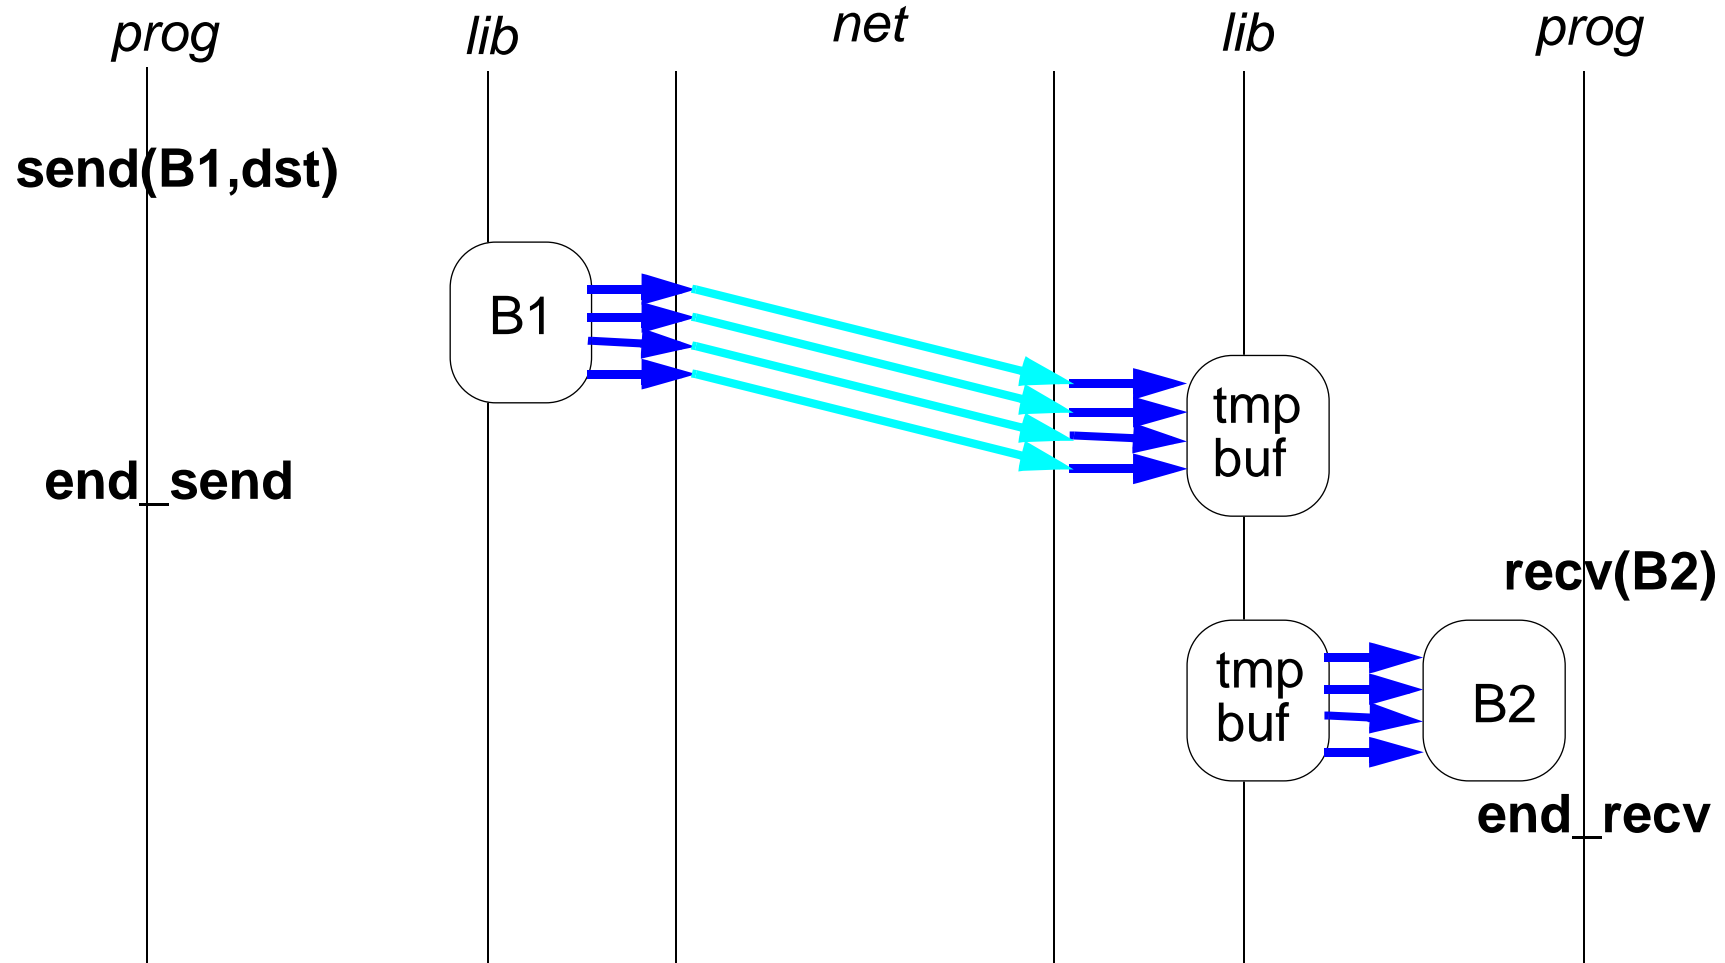 prog lib net lib prog
send(B1,dst)
B1
tmp
buf
end_send
recv(B2)
tmp
buf
B2
end_recv